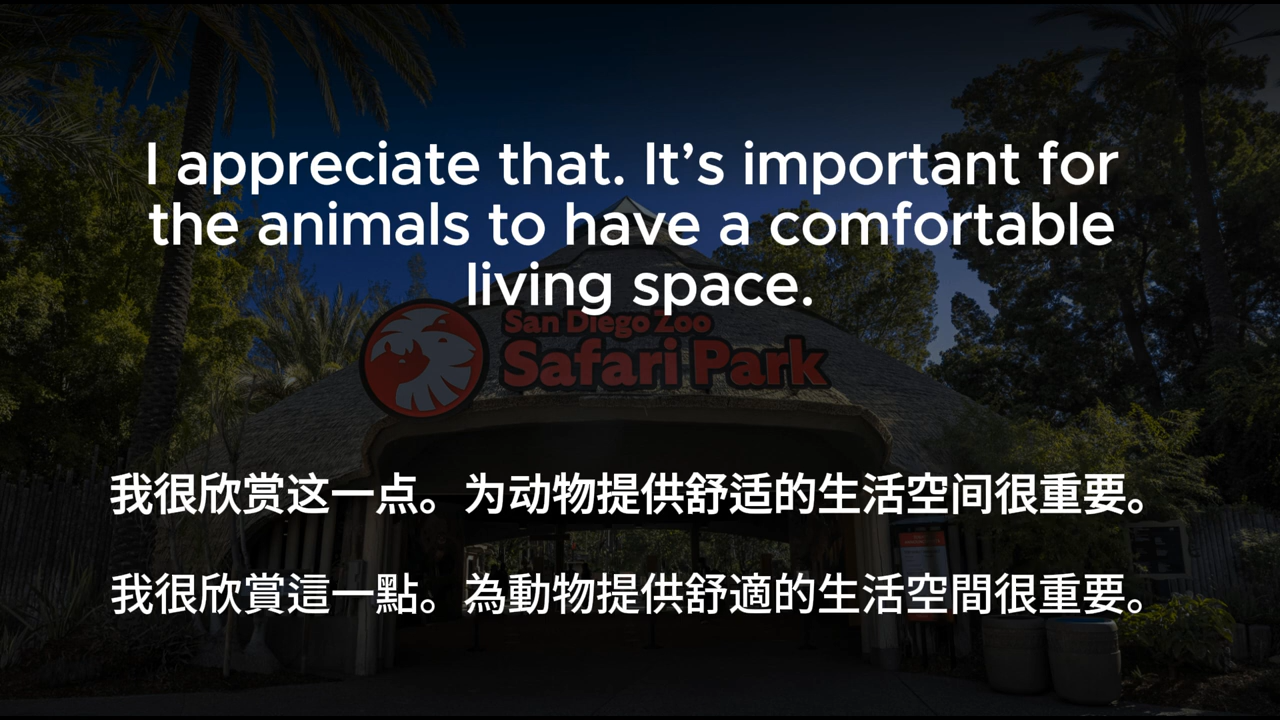 I appreciate that. It’s important for
the animals to have a comfortable
living space.
San Diego Zoo
Safari Park
我很欣赏这一点。为动物提供舒适的生活空间很重要。
我很欣賞這一點。為動物提供舒適的生活空間很重要。